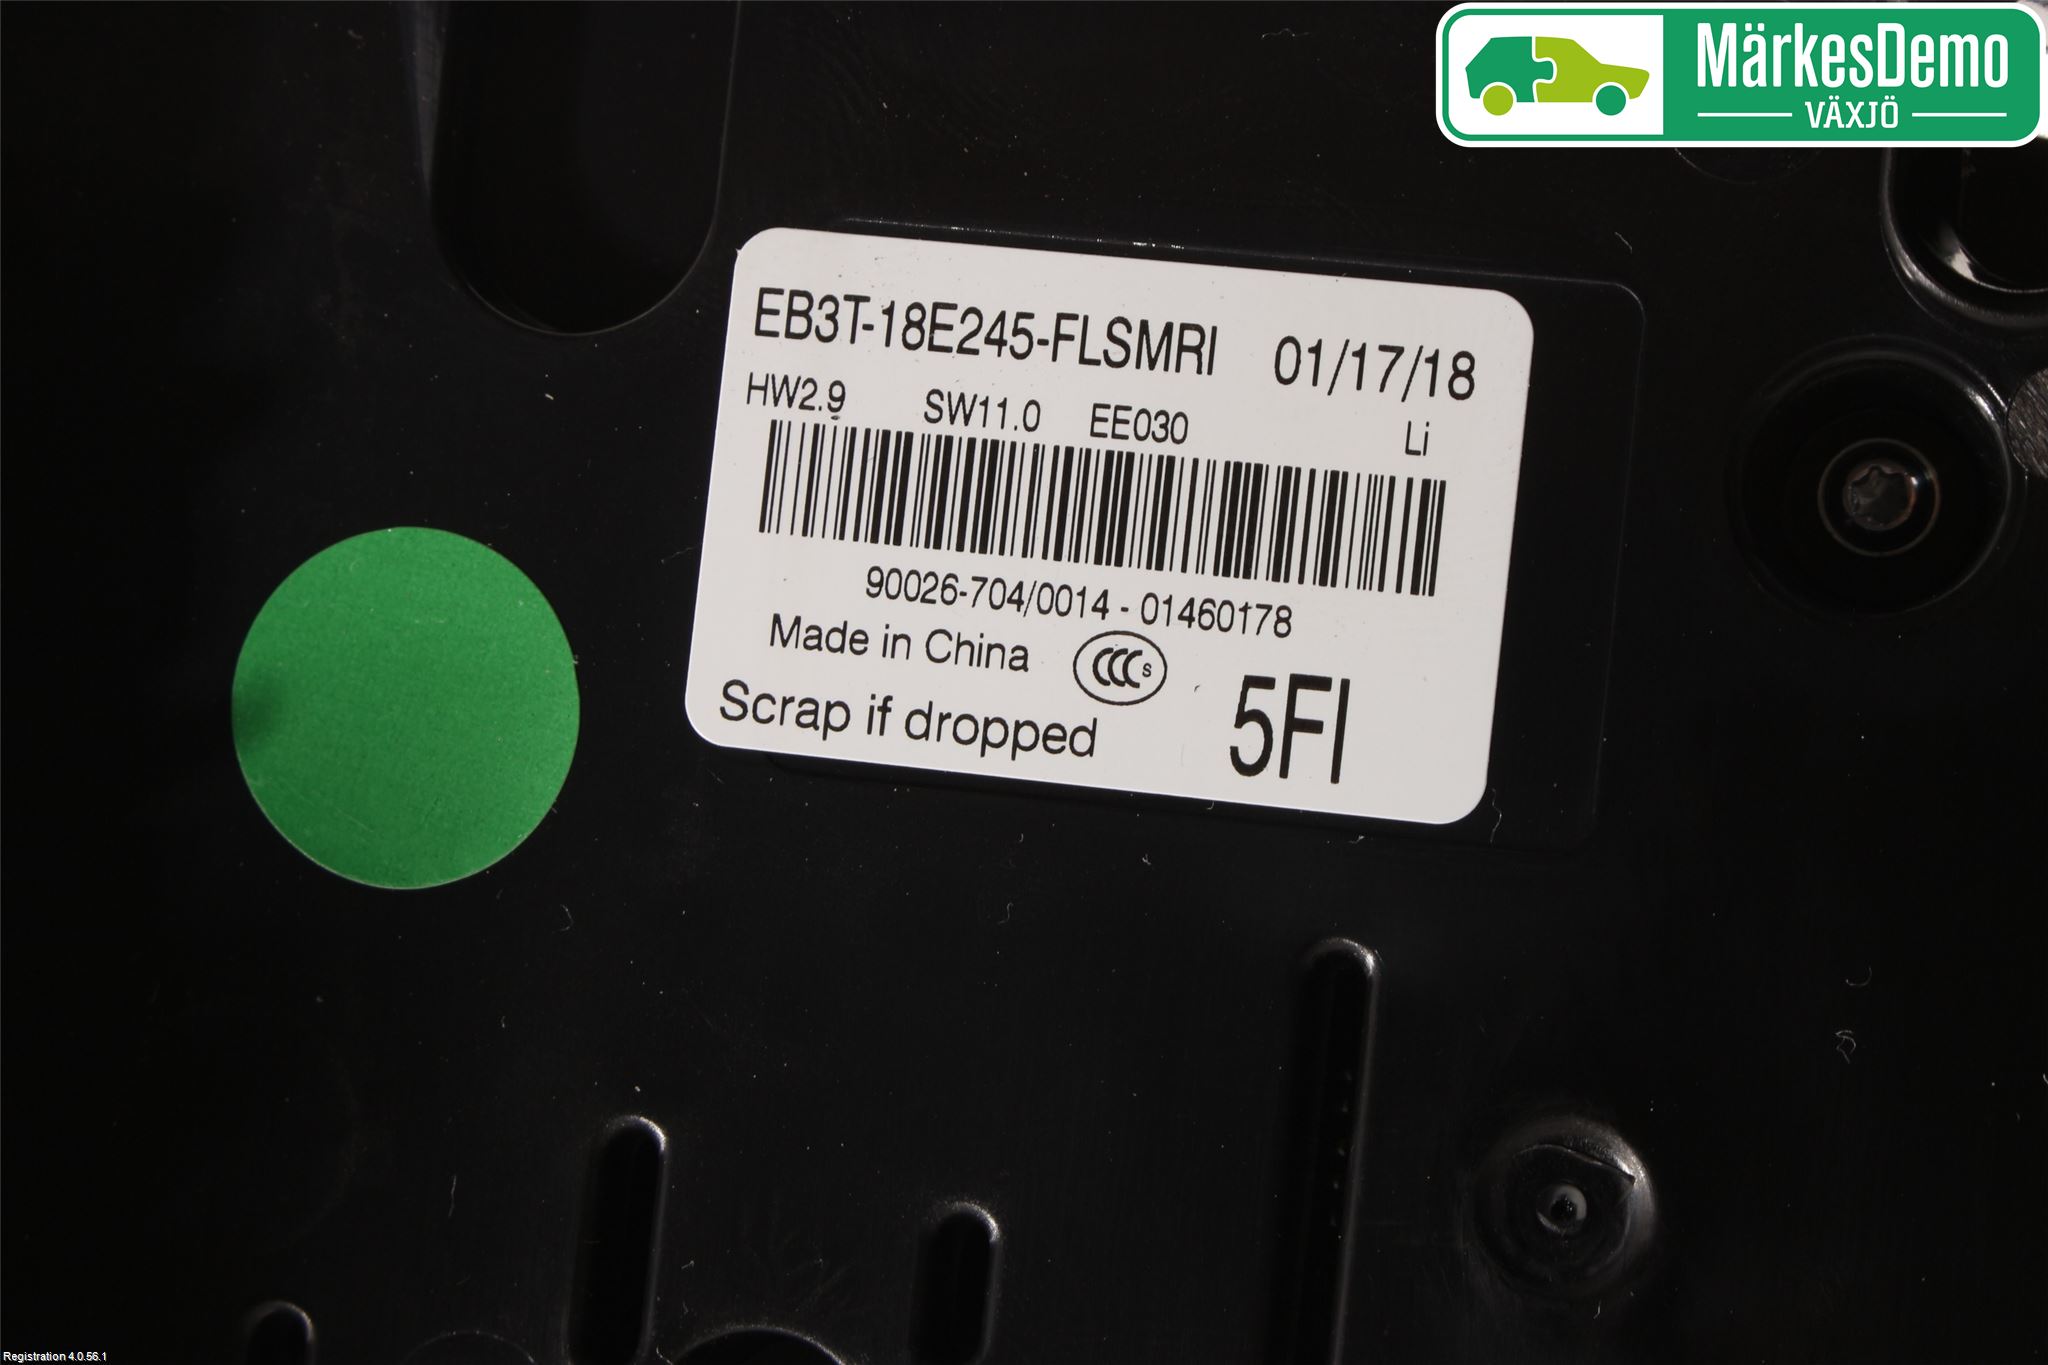 MärkesDemo
VÄXJÖ
EB3T-18E245-FLSMRI 01/17/18
HW2.9 SW11.0 EE030 Li
90026-704/0014 - 01460178
Made in China CCC S
Scrap if dropped 5FI
Registration 4.0.56.1